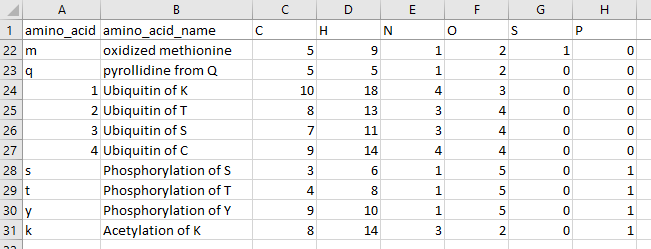 A B C D E F G H
1 amino_acid amino_acid_name C H N O S P
22 m oxidized methionine 5 9 1 2 1 0
23 q pyrollidine from Q 5 5 1 2 0 0
24 1 Ubiquitin of K 10 18 4 3 0 0
25 2 Ubiquitin of T 8 13 3 4 0 0
26 3 Ubiquitin of S 7 11 3 4 0 0
27 4 Ubiquitin of C 9 14 4 4 0 0
28 s Phosphorylation of S 3 6 1 5 0 1
29 t Phosphorylation of T 4 8 1 5 0 1
30 y Phosphorylation of Y 9 10 1 5 0 1
31 k Acetylation of K 8 14 3 2 0 1